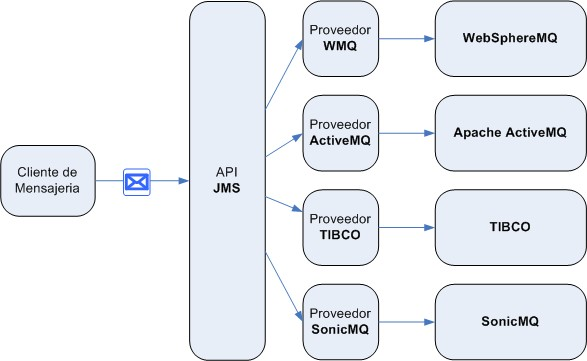 Cliente de
Mensajeria
API
JMS
Proveedor
WMQ
WebSphereMQ
Proveedor
ActiveMQ
Apache ActiveMQ
Proveedor
TIBCO
TIBCO
Proveedor
SonicMQ
SonicMQ